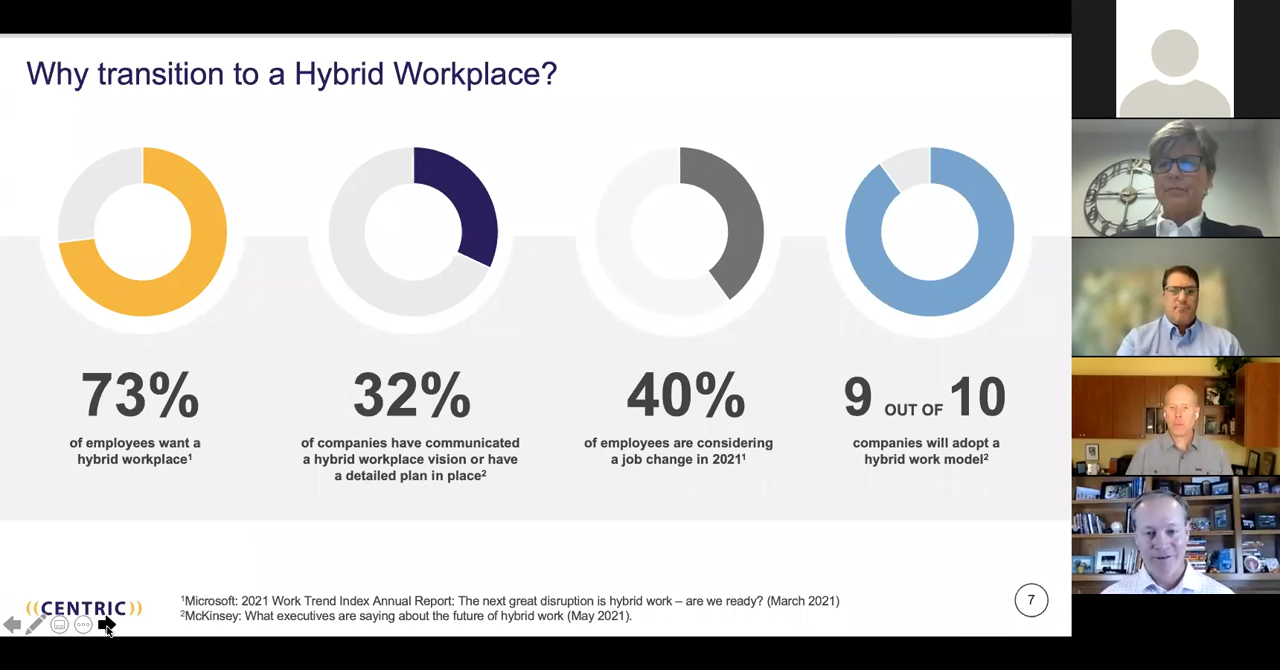 Why transition to a Hybrid Workplace?
73%
of employees want a
hybrid workplace¹
32%
of companies have communicated
a hybrid workplace vision or have
a detailed plan in place²
40%
of employees are considering
a job change in 2021¹
9 OUT OF 10
companies will adopt a
hybrid work model²
((CENTRIC))
¹Microsoft: 2021 Work Trend Index Annual Report: The next great disruption is hybrid work – are we ready? (March 2021)
²McKinsey: What executives are saying about the future of hybrid work (May 2021).
7